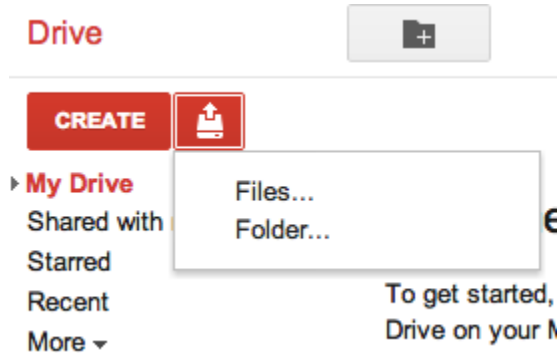 Drive
CREATE
My Drive
Files...
Shared with
Folder...
Starred
Recent
To get started,
More
Drive on your